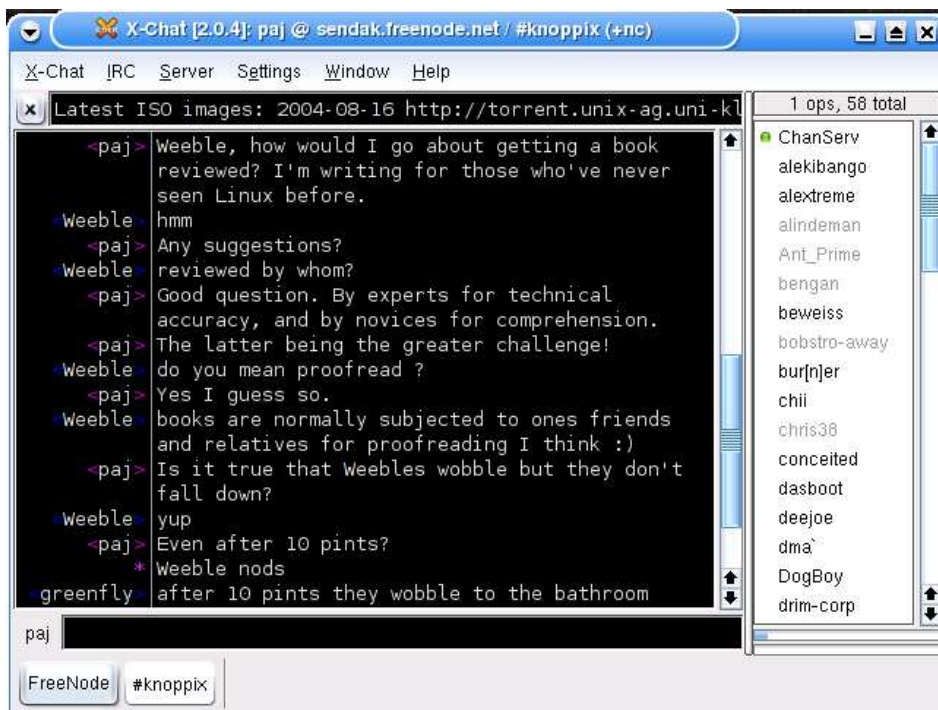 X-Chat [2.0.4]: paj @ sendak.freenode.net / #knoppix (+nc)
X-Chat IRC Server Settings Window Help
x Latest ISO images: 2004-08-16 http://torrent.unix-ag.uni-kl
<paj> Weeble, how would I go about getting a book
reviewed? I'm writing for those who've never
seen Linux before.
<Weeble> hmm
<paj> Any suggestions?
<Weeble> reviewed by whom?
<paj> Good question. By experts for technical
accuracy, and by novices for comprehension.
<paj> The latter being the greater challenge!
<Weeble> do you mean proofread ?
<paj> Yes I guess so.
<Weeble> books are normally subjected to ones friends
and relatives for proofreading I think :)
<paj> Is it true that Weebles wobble but they don't
fall down?
<Weeble> yup
<paj> Even after 10 pints?
* Weeble nods
<greenfly> after 10 pints they wobble to the bathroom
paj
FreeNode #knoppix
1 ops, 58 total
ChanServ
alekibango
alextreme
alindeman
Ant_Prime
bengan
beweiss
bobstro-away
bur[n]er
chii
chris38
conceited
dasboot
deejoe
dma`
DogBoy
drim-corp